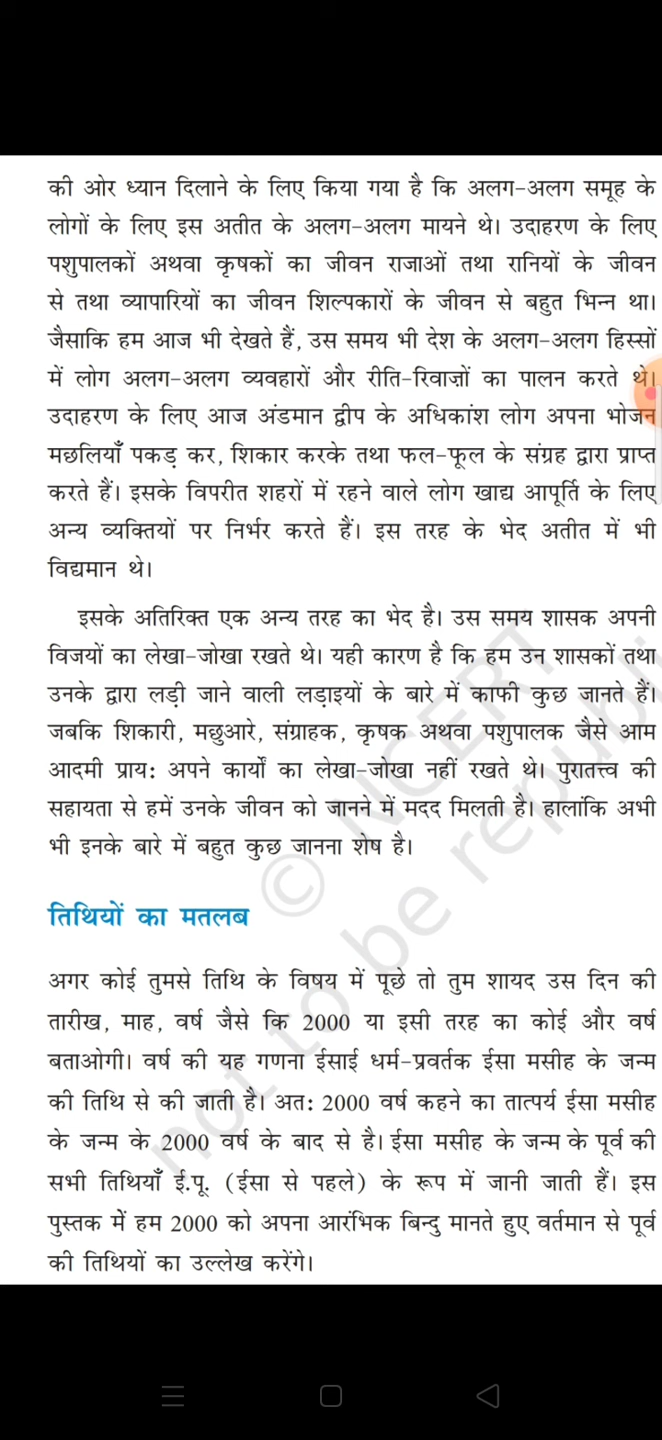 की ओर ध्यान दिलाने के लिए किया गया है कि अलग-अलग समूह के
लोगों के लिए इस अतीत के अलग-अलग मायने थे। उदाहरण के लिए
पशुपालकों अथवा कृषकों का जीवन राजाओं तथा रानियों के जीवन
से तथा व्यापारियों का जीवन शिल्पकारों के जीवन से बहुत भिन्न था।
जैसाकि हम आज भी देखते हैं, उस समय भी देश के अलग-अलग हिस्सों
में लोग अलग-अलग व्यवहारों और रीति-रिवाज़ों का पालन करते थे।
उदाहरण के लिए आज अंडमान द्वीप के अधिकांश लोग अपना भोजन
मछलियाँ पकड़ कर, शिकार करके तथा फल-फूल के संग्रह द्वारा प्राप्त
करते हैं। इसके विपरीत शहरों में रहने वाले लोग खाद्य आपूर्ति के लिए
अन्य व्यक्तियों पर निर्भर करते हैं। इस तरह के भेद अतीत में भी
विद्यमान थे।
इसके अतिरिक्त एक अन्य तरह का भेद है। उस समय शासक अपनी
विजयों का लेखा-जोखा रखते थे। यही कारण है कि हम उन शासकों तथा
उनके द्वारा लड़ी जाने वाली लड़ाइयों के बारे में काफी कुछ जानते हैं।
जबकि शिकारी, मछुआरे, संग्राहक, कृषक अथवा पशुपालक जैसे आम
आदमी प्राय: अपने कार्यों का लेखा-जोखा नहीं रखते थे। पुरातत्त्व की
सहायता से हमें उनके जीवन को जानने में मदद मिलती है। हालांकि अभी
भी इनके बारे में बहुत कुछ जानना शेष है।
तिथियों का मतलब
अगर कोई तुमसे तिथि के विषय में पूछे तो तुम शायद उस दिन की
तारीख, माह, वर्ष जैसे कि 2000 या इसी तरह का कोई और वर्ष
बताओगी। वर्ष की यह गणना ईसाई धर्म-प्रवर्तक ईसा मसीह के जन्म
की तिथि से की जाती है। अत: 2000 वर्ष कहने का तात्पर्य ईसा मसीह
के जन्म के 2000 वर्ष के बाद से है। ईसा मसीह के जन्म के पूर्व की
सभी तिथियाँ ई.पू. (ईसा से पहले) के रूप में जानी जाती हैं। इस
पुस्तक में हम 2000 को अपना आरंभिक बिन्दु मानते हुए वर्तमान से पूर्व
की तिथियों का उल्लेख करेंगे।
© NCERT
not to be republi